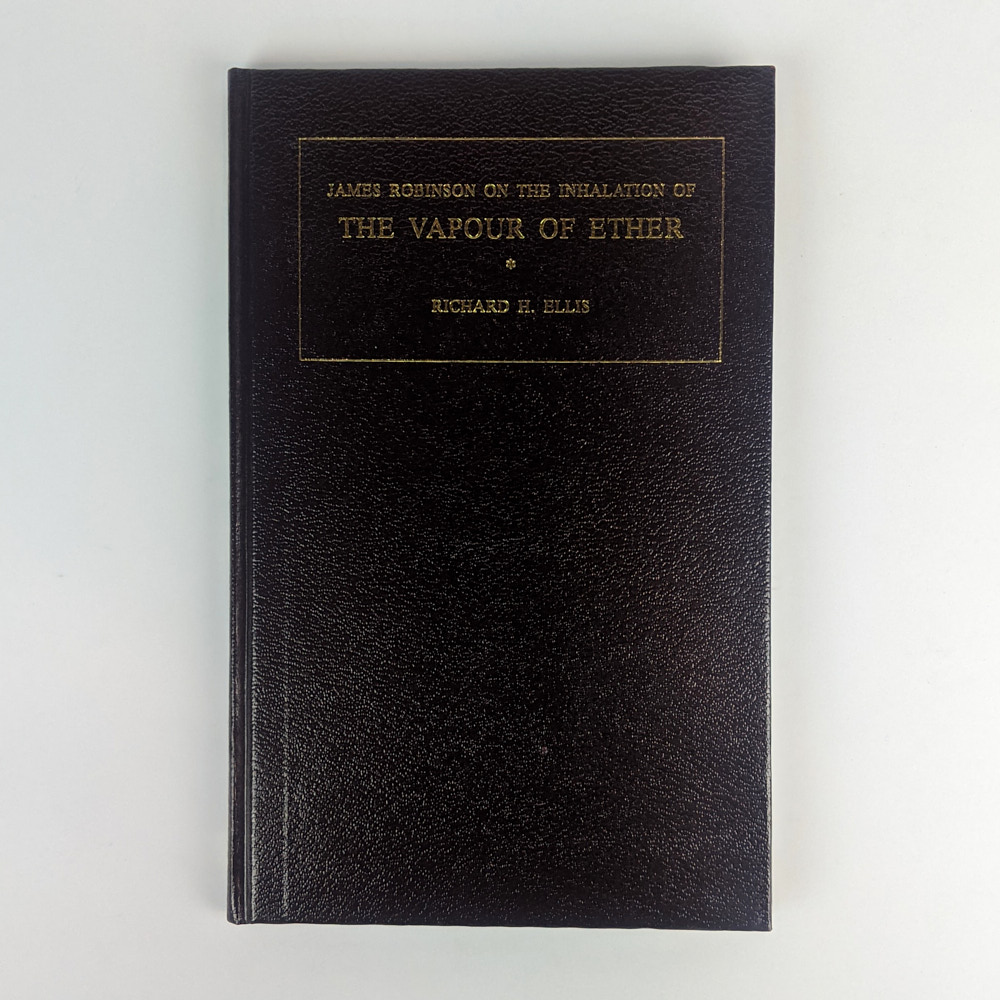 JAMES ROBINSON ON THE INHALATION OF
THE VAPOUR OF ETHER
*
RICHARD H. ELLIS